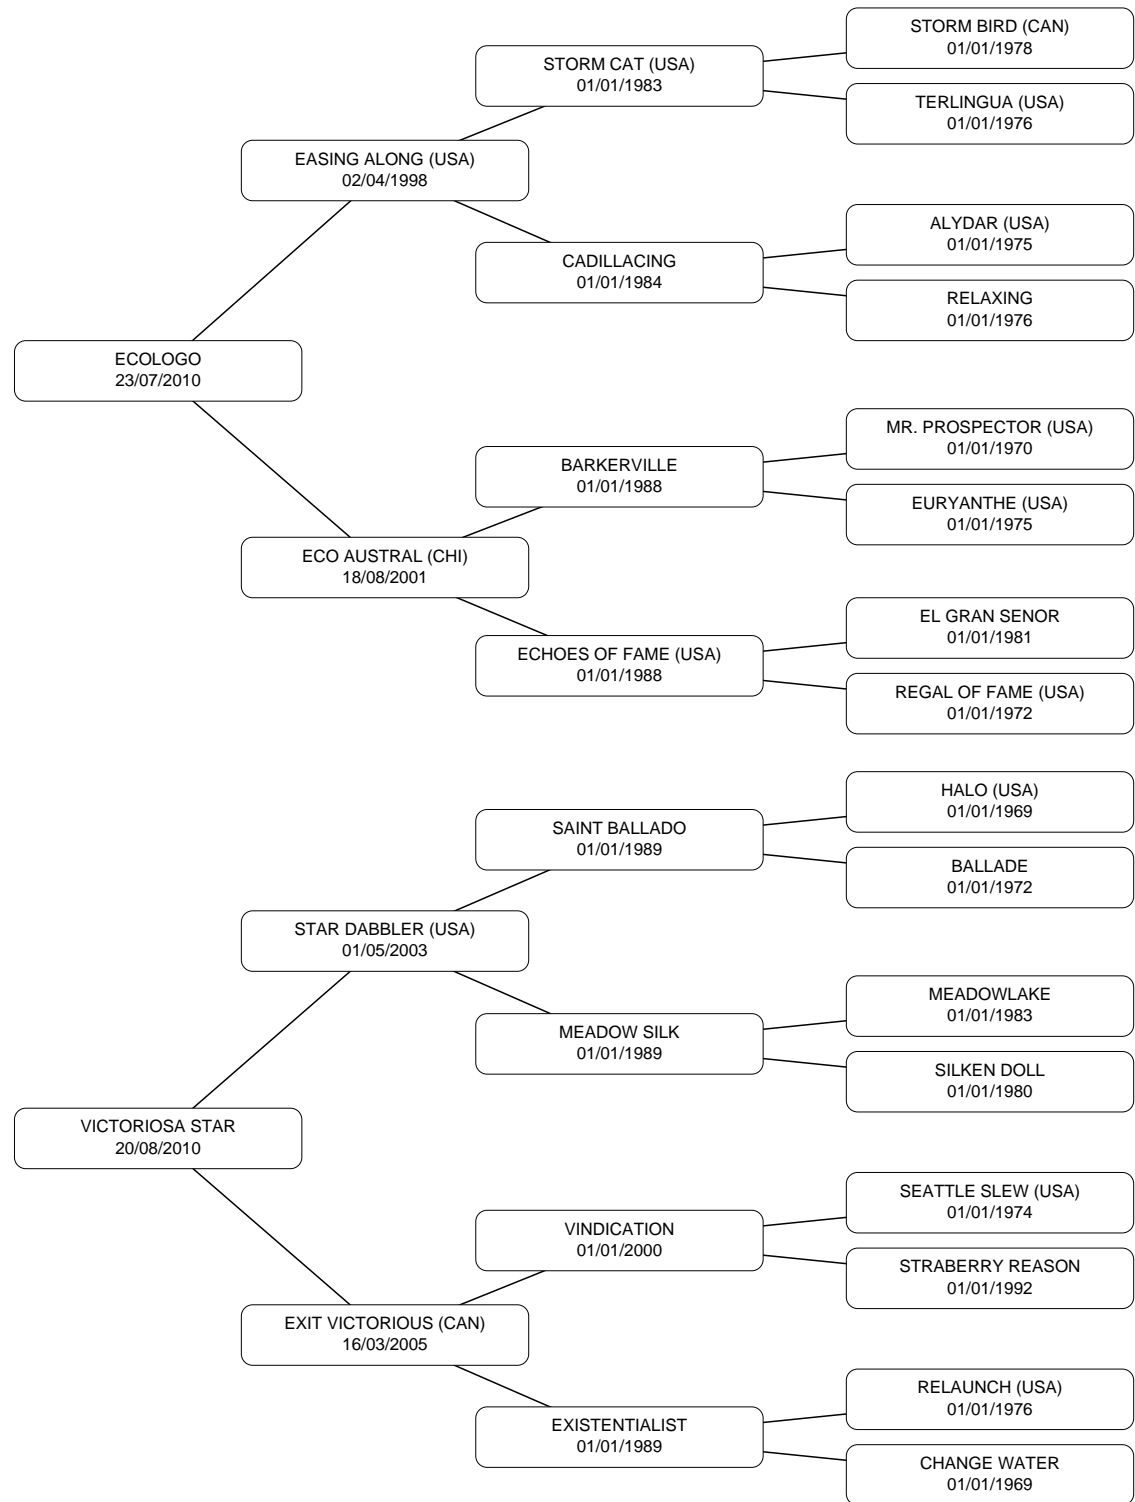 STORM BIRD (CAN)
01/01/1978
STORM CAT (USA)
01/01/1983
TERLINGUA (USA)
01/01/1976
EASING ALONG (USA)
02/04/1998
ALYDAR (USA)
01/01/1975
CADILLACING
01/01/1984
RELAXING
01/01/1976
ECOLOGO
23/07/2010
MR. PROSPECTOR (USA)
01/01/1970
BARKERVILLE
01/01/1988
EURYANTHE (USA)
01/01/1975
ECO AUSTRAL (CHI)
18/08/2001
EL GRAN SENOR
01/01/1981
ECHOES OF FAME (USA)
01/01/1988
REGAL OF FAME (USA)
01/01/1972
HALO (USA)
01/01/1969
SAINT BALLADO
01/01/1989
BALLADE
01/01/1972
STAR DABBLER (USA)
01/05/2003
MEADOWLAKE
01/01/1983
MEADOW SILK
01/01/1989
SILKEN DOLL
01/01/1980
VICTORIOSA STAR
20/08/2010
SEATTLE SLEW (USA)
01/01/1974
VINDICATION
01/01/2000
STRABERRY REASON
01/01/1992
EXIT VICTORIOUS (CAN)
16/03/2005
RELAUNCH (USA)
01/01/1976
EXISTENTIALIST
01/01/1989
CHANGE WATER
01/01/1969